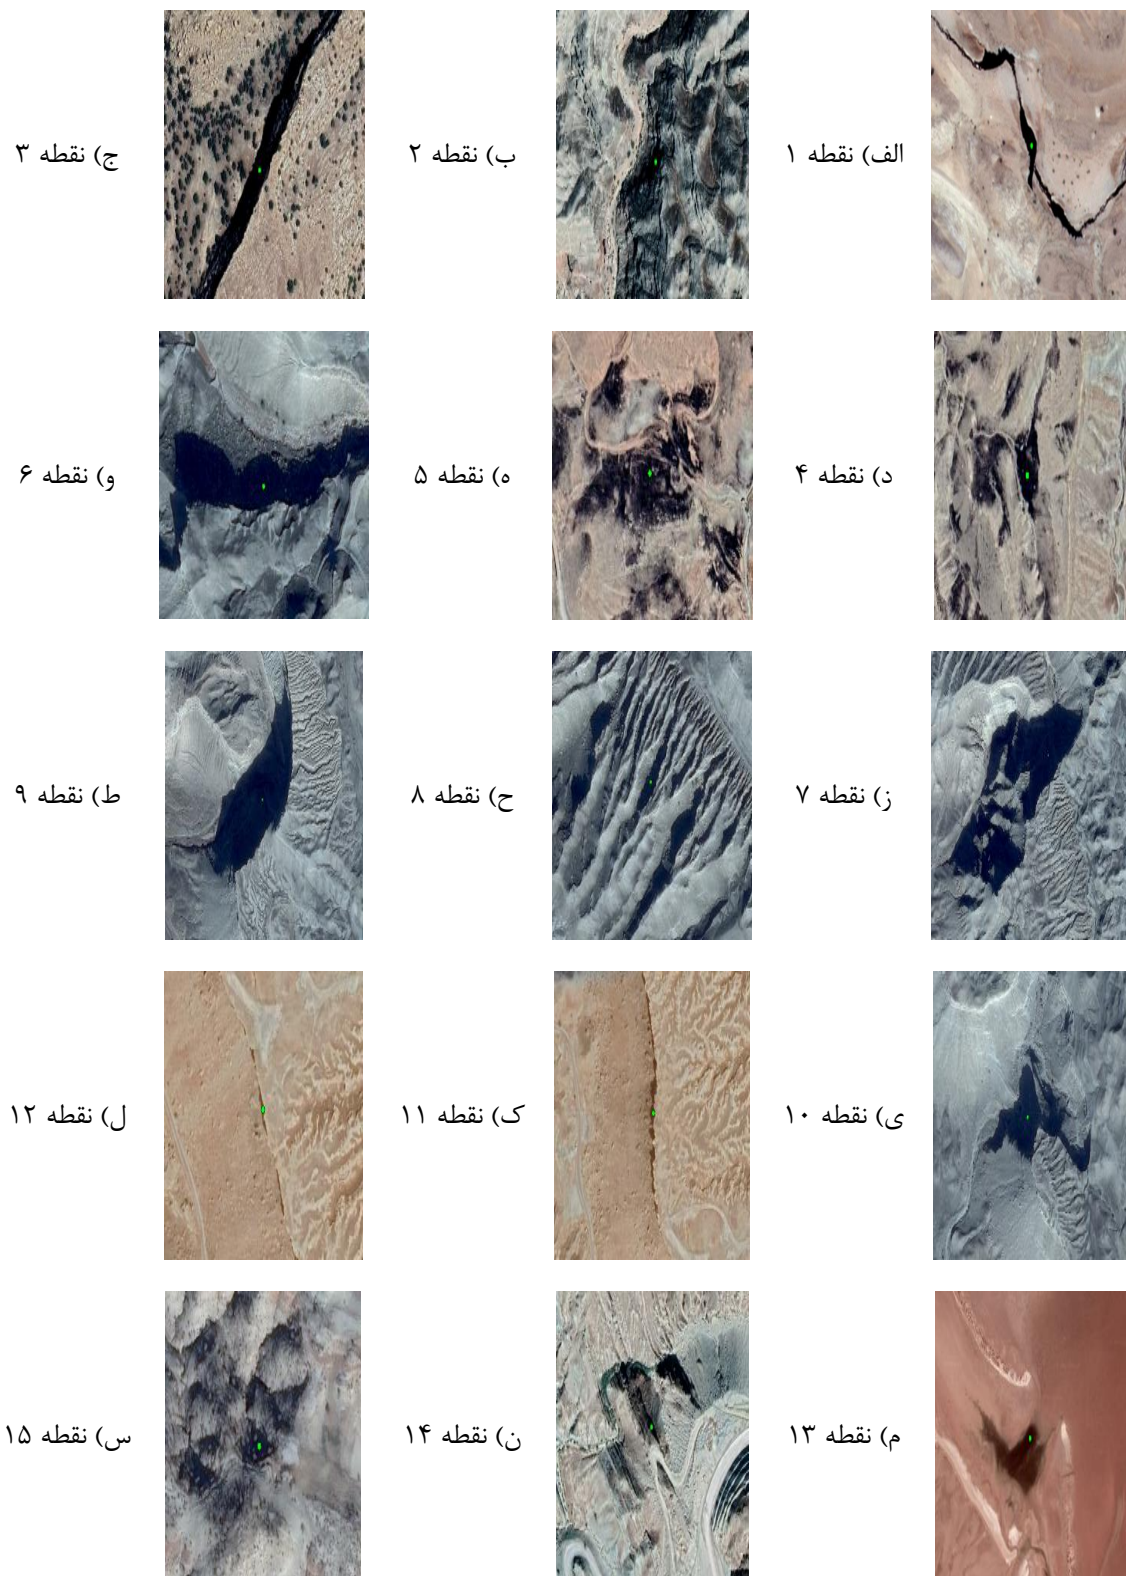 الف) نقطه ۱
ب) نقطه ۲
ج) نقطه ۳
د) نقطه ۴
ه) نقطه ۵
و) نقطه ۶
ز) نقطه ۷
ح) نقطه ۸
ط) نقطه ۹
ی) نقطه ۱۰
ک) نقطه ۱۱
ل) نقطه ۱۲
م) نقطه ۱۳
ن) نقطه ۱۴
س) نقطه ۱۵